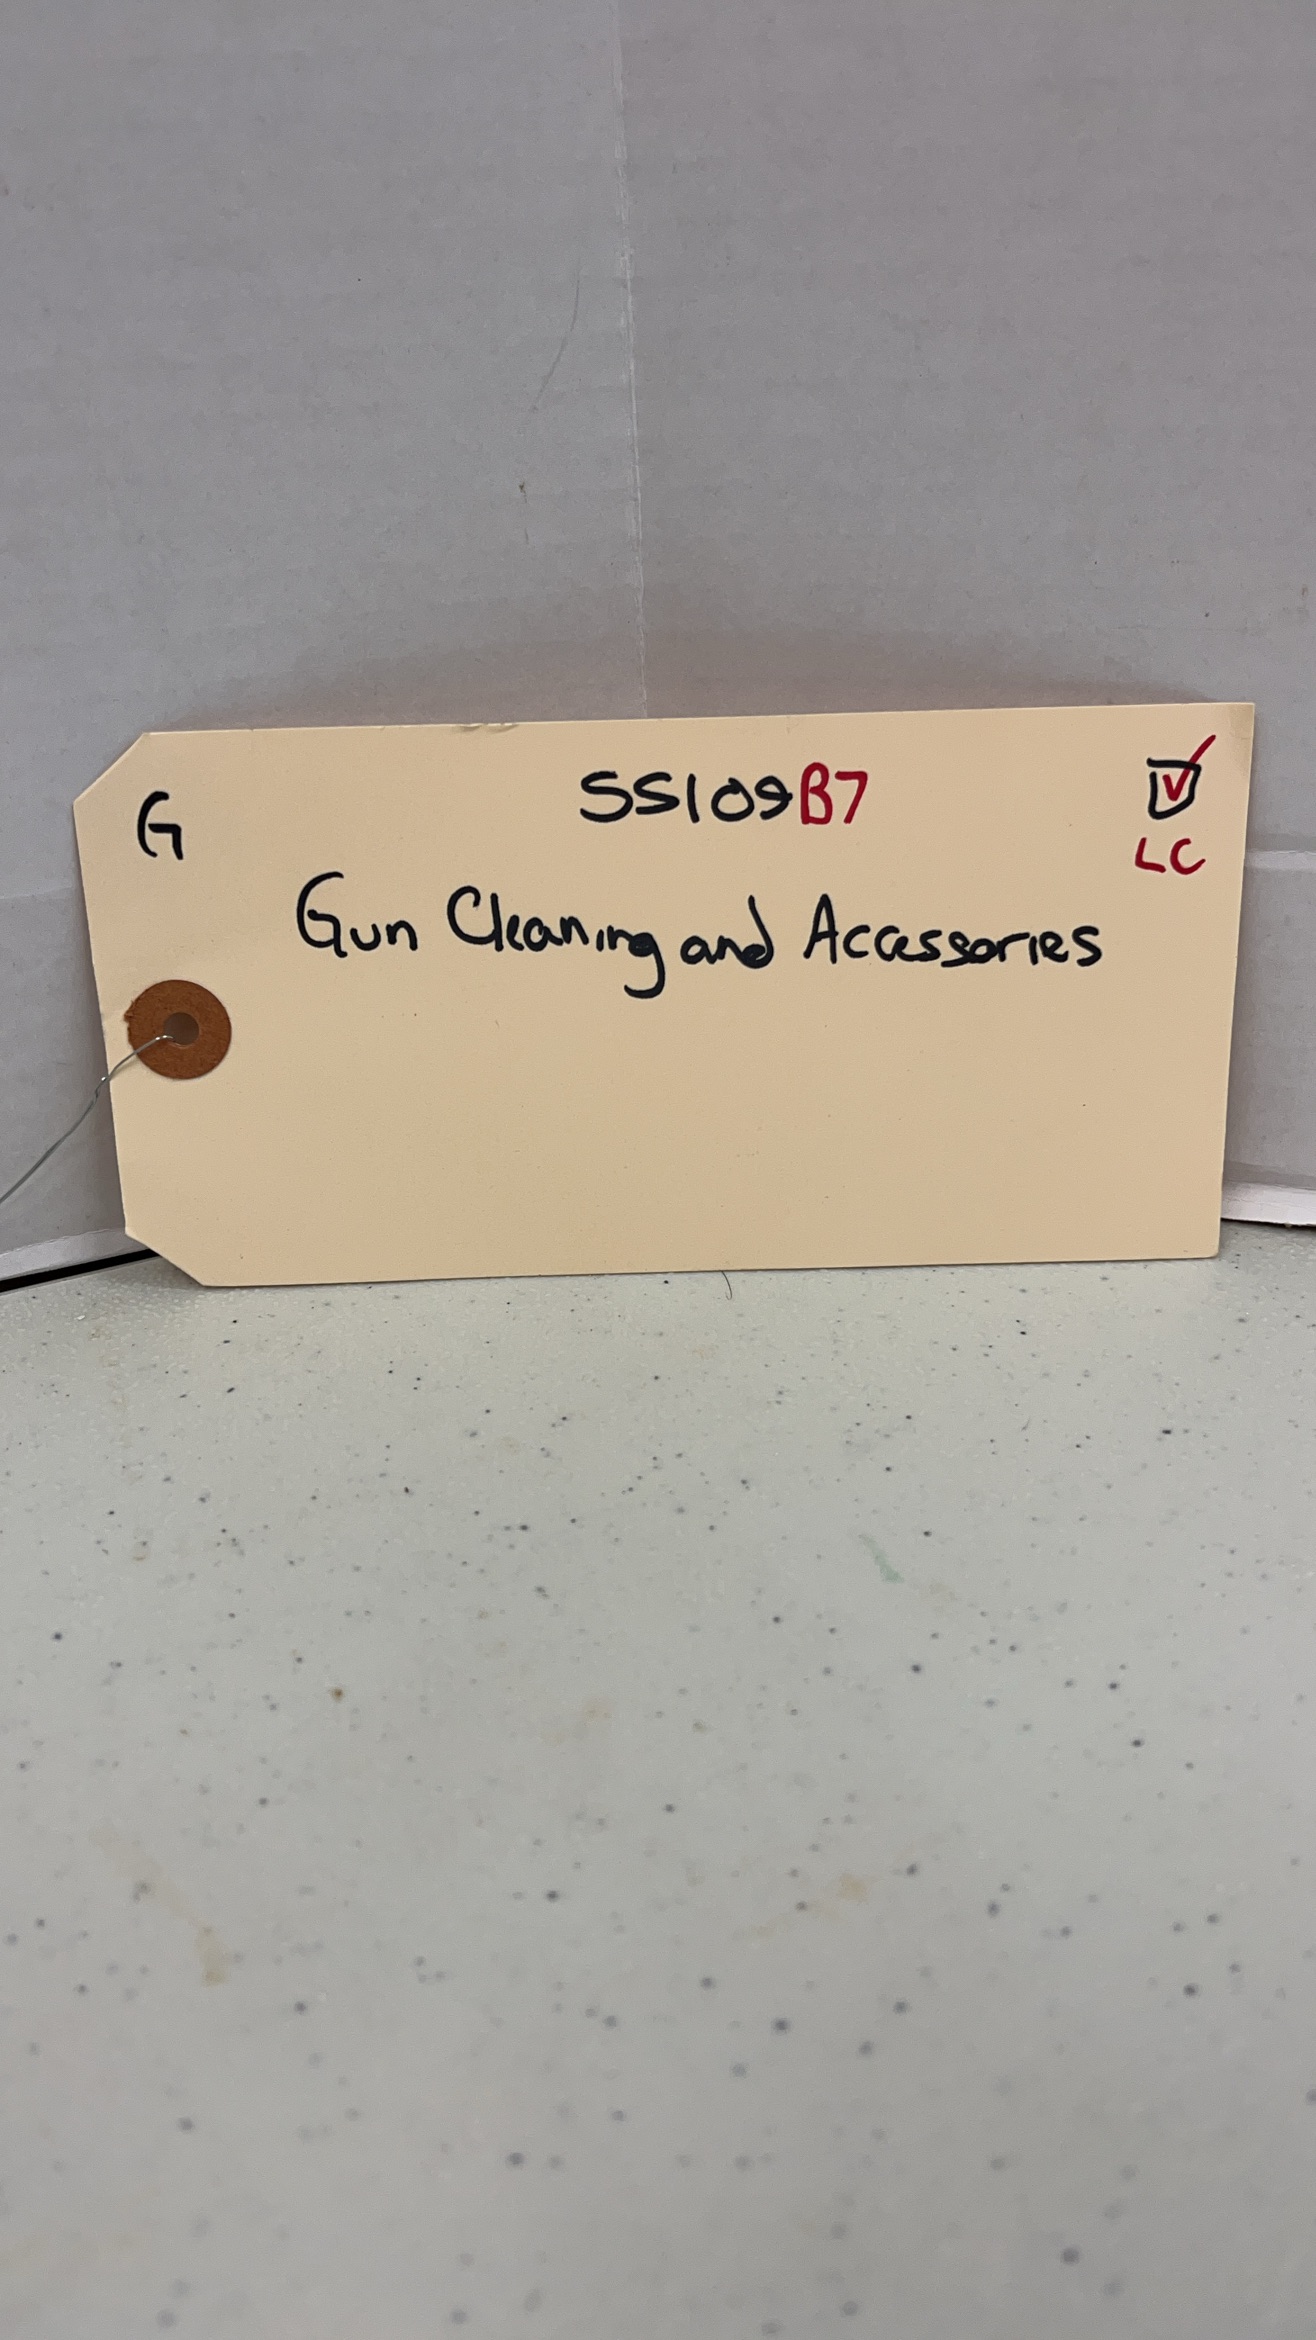 G
SS109B7
LC
Gun Cleaning and Accessories